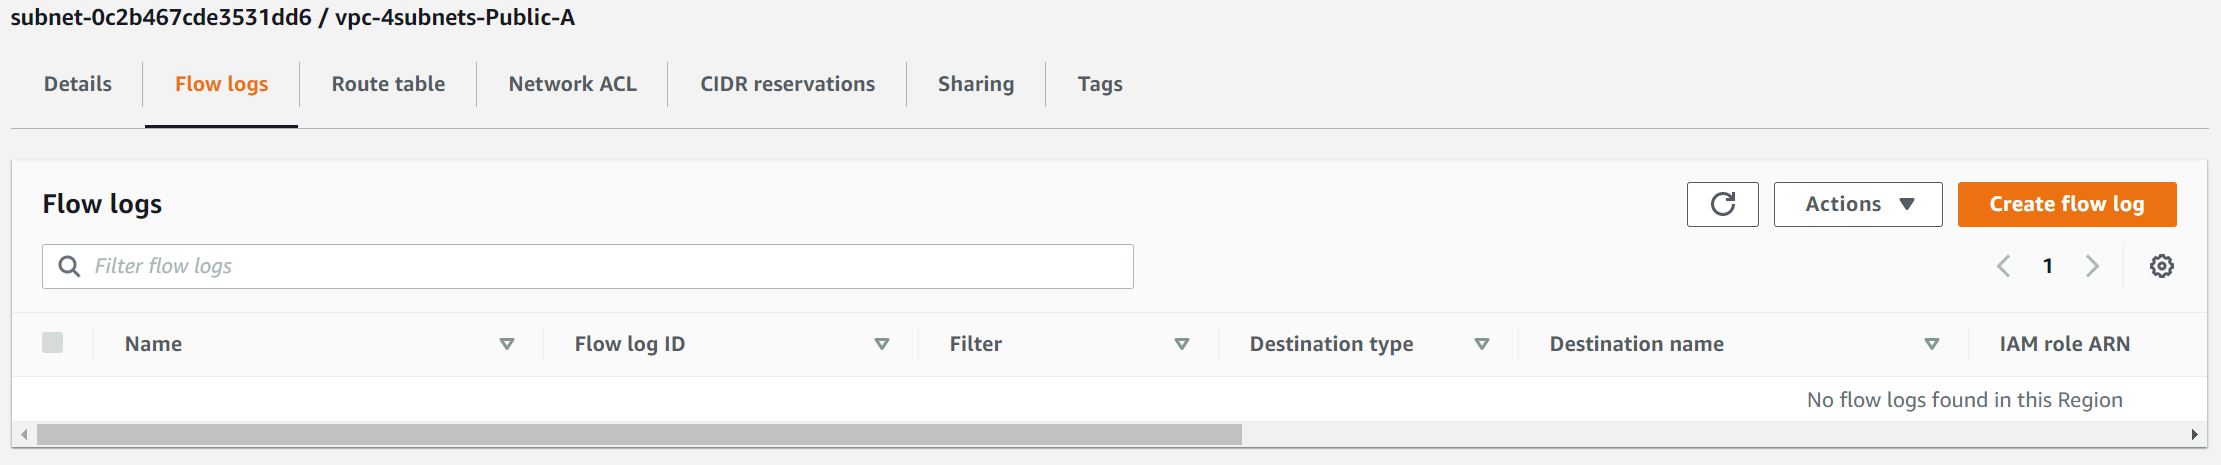 subnet-0c2b467cde3531dd6 / vpc-4subnets-Public-A
Details Flow logs Route table Network ACL CIDR reservations Sharing Tags
Flow logs Actions Create flow log
Filter flow logs 1
Name Flow log ID Filter Destination type Destination name IAM role ARN
No flow logs found in this Region